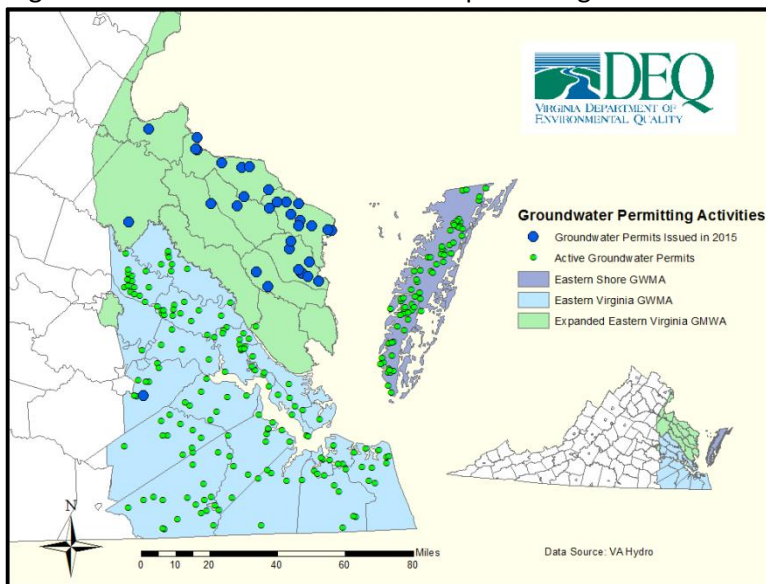 DEQ
VIRGINIA DEPARTMENT OF
ENVIRONMENTAL QUALITY
Groundwater Permitting Activities
Groundwater Permits Issued in 2015
Active Groundwater Permits
Eastern Shore GWMA
Eastern Virginia GWMA
Expanded Eastern Virginia GMWA
N
Miles
0 10 20 40 60 80
Data Source: VA Hydro